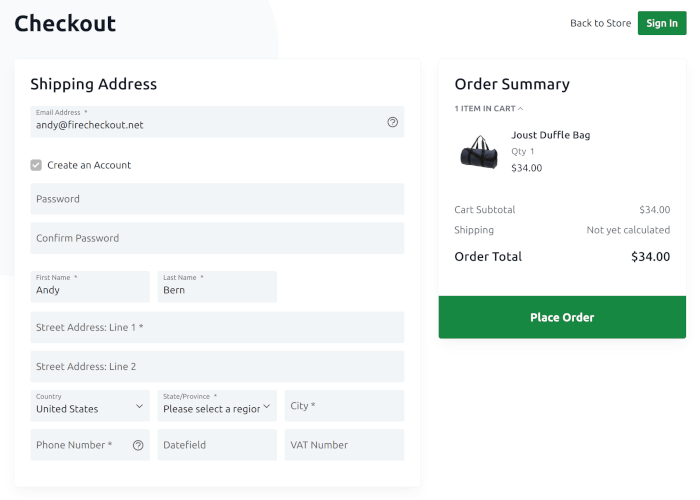 Checkout
Back to Store
Sign In
Shipping Address
Email Address *
andy@firecheckout.net
Create an Account
Password
Confirm Password
First Name *
Andy
Last Name *
Bern
Street Address: Line 1 *
Street Address: Line 2
Country
United States
State/Province *
Please select a region
City *
Phone Number *
Datefield
VAT Number
Order Summary
1 ITEM IN CART
Joust Duffle Bag
Qty 1
$34.00
Cart Subtotal $34.00
Shipping Not yet calculated
Order Total $34.00
Place Order